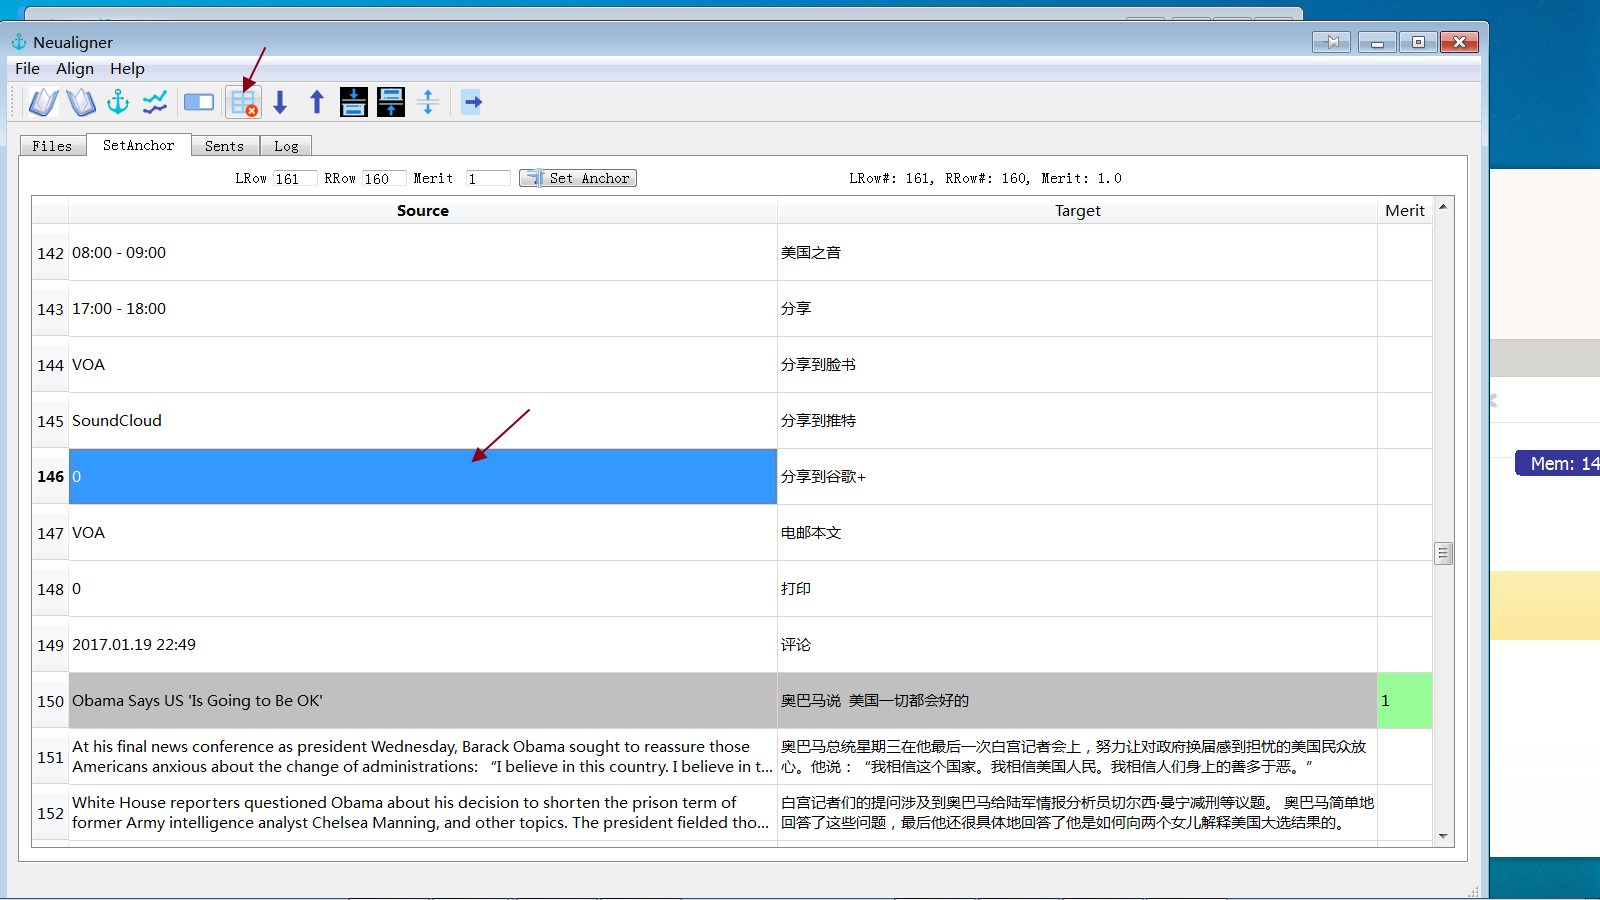 Neualigner
File Align Help
Files SetAnchor Sents Log
LRow 161 RRow 160 Merit 1 Set Anchor LRow#: 161, RRow#: 160, Merit: 1.0
Source Target Merit
142 08:00 - 09:00 美国之音
143 17:00 - 18:00 分享
144 VOA 分享到脸书
145 SoundCloud 分享到推特
146 0 分享到谷歌+
147 VOA 电邮本文
148 0 打印
149 2017.01.19 22:49 评论
150 Obama Says US 'Is Going to Be OK' 奥巴马说 美国一切都会好的 1
151 At his final news conference as president Wednesday, Barack Obama sought to reassure those
Americans anxious about the change of administrations: “I believe in this country. I believe in t...
奥巴马总统星期三在他最后一次白宫记者会上，努力让对政府换届感到担忧的美国民众放
心。他说：“我相信这个国家。我相信美国人民。我相信人们身上的善多于恶。”
152 White House reporters questioned Obama about his decision to shorten the prison term of
former Army intelligence analyst Chelsea Manning, and other topics. The president fielded tho...
白宫记者们的提问涉及到奥巴马给陆军情报分析员切尔西·曼宁减刑等议题。 奥巴马简单地
回答了这些问题，最后他还很具体地回答了他是如何向两个女儿解释美国大选结果的。
Mem: 14